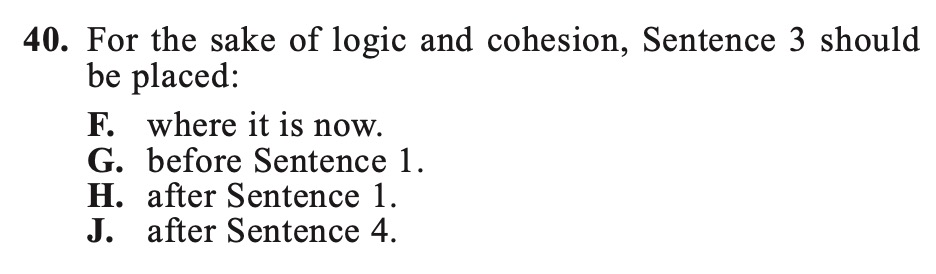 40. For the sake of logic and cohesion, Sentence 3 should
be placed:
F. where it is now.
G. before Sentence 1.
H. after Sentence 1.
J. after Sentence 4.